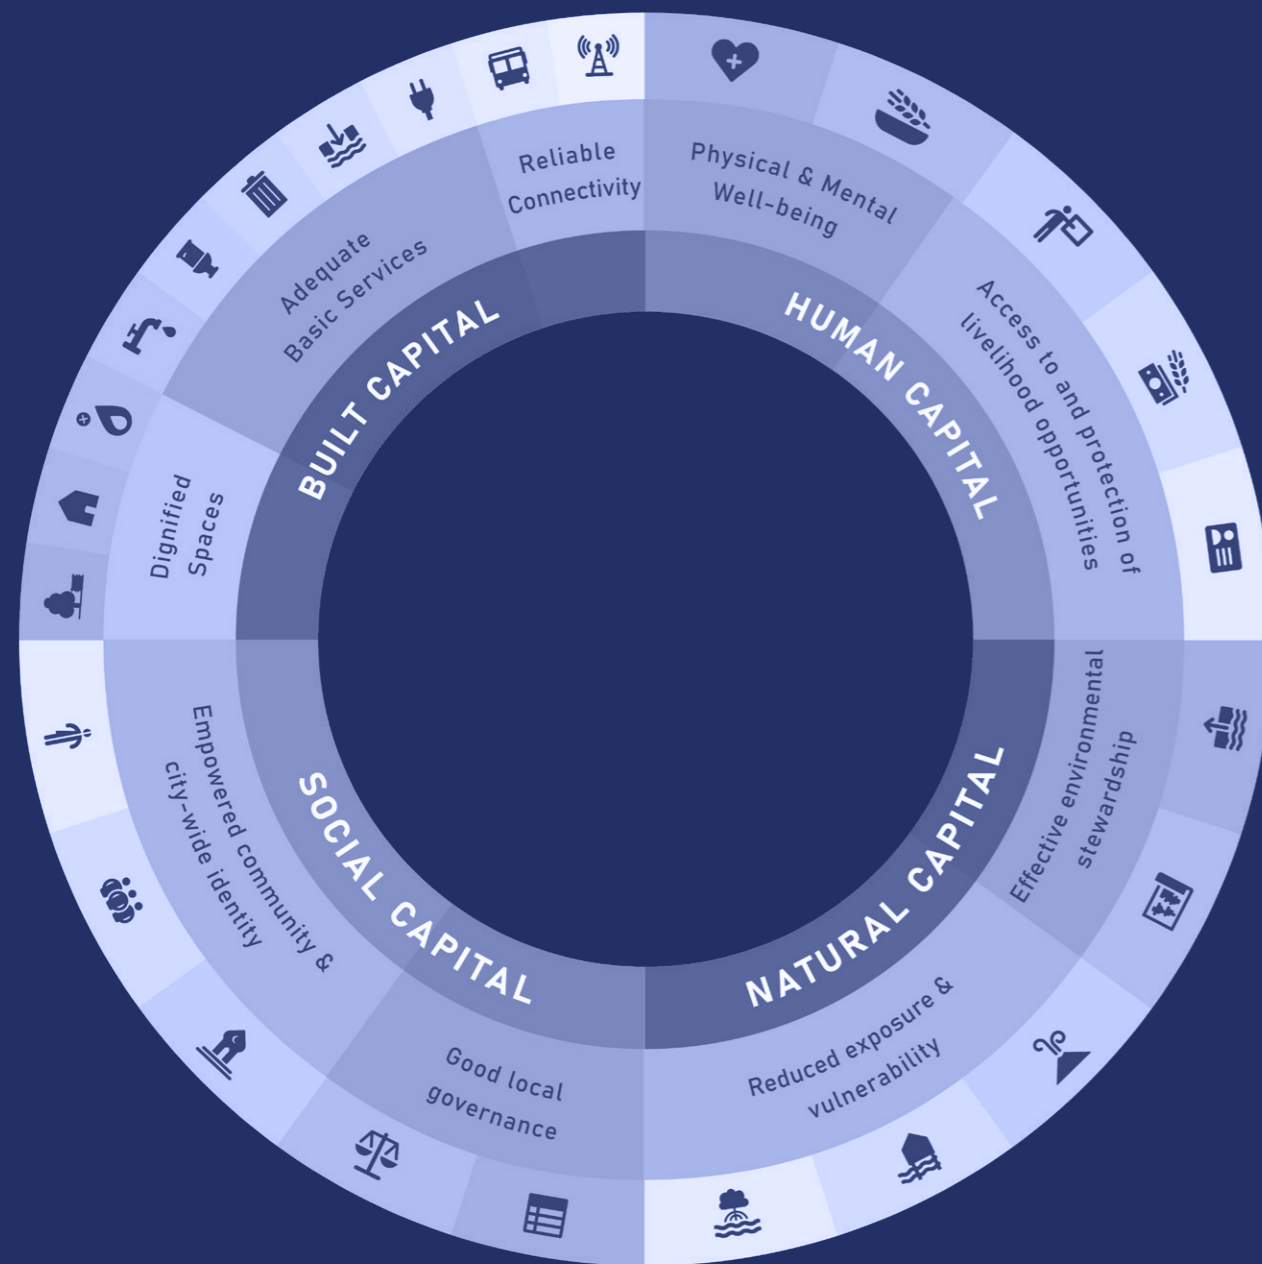 Reliable
Connectivity
Physical & Mental
Well-being
Adequate
Basic Services
Access to and protection of
livelihood opportunities
BUILT CAPITAL
HUMAN CAPITAL
Dignified
Spaces
Empowered community &
city-wide identity
SOCIAL CAPITAL
NATURAL CAPITAL
Effective environmental
stewardship
Good local
governance
Reduced exposure &
vulnerability